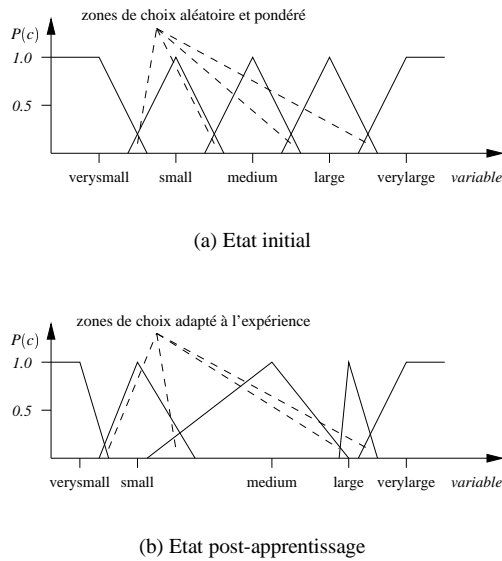 zones de choix aléatoire et pondéré
P(c)
1.0
0.5
verysmall small medium large verylarge variable
(a) Etat initial
zones de choix adapté à l'expérience
P(c)
1.0
0.5
verysmall small medium large verylarge variable
(b) Etat post-apprentissage